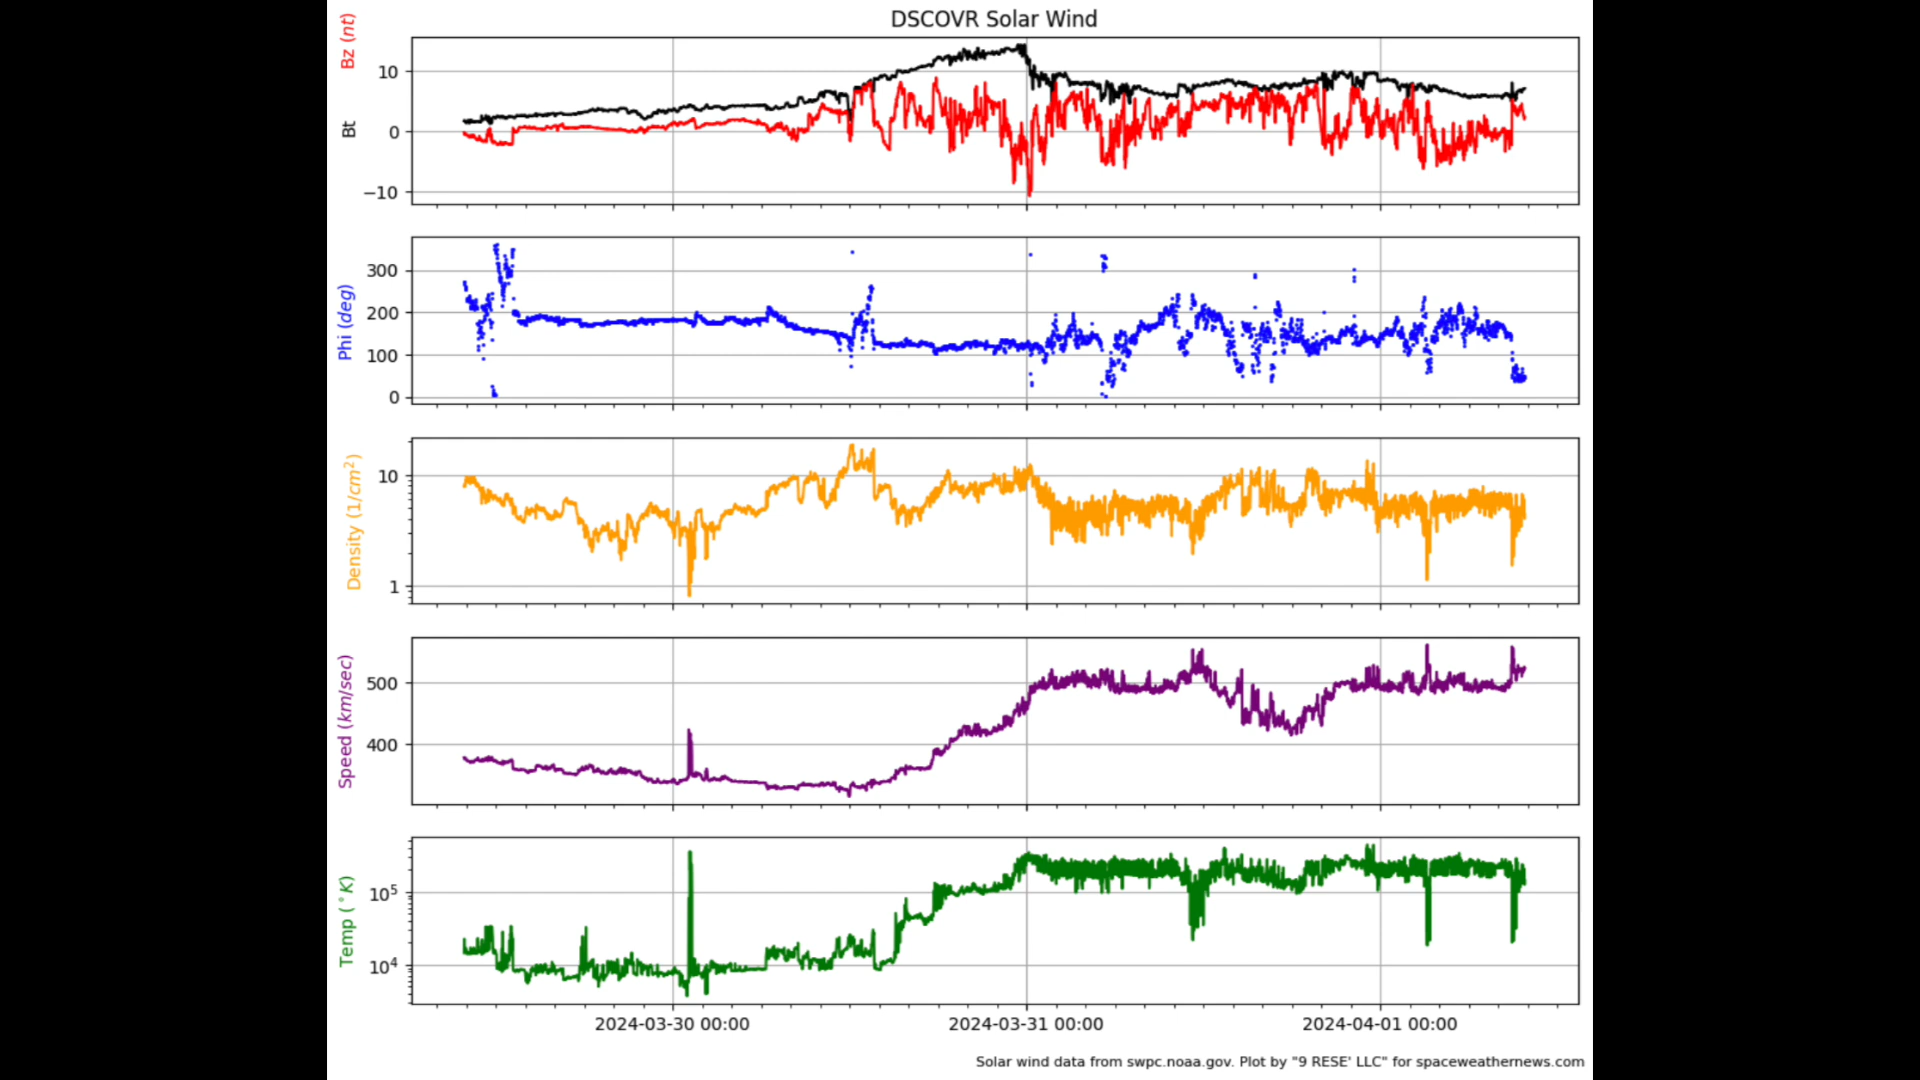 DSCOVR Solar Wind
Bt Bz (nt)
10
0
−10
Phi (deg)
300
200
100
0
Density (1/cm²)
10
1
Speed (km/sec)
500
400
Temp (°K)
10⁵
10⁴
2024-03-30 00:00 2024-03-31 00:00 2024-04-01 00:00
Solar wind data from swpc.noaa.gov. Plot by "9 RESE' LLC" for spaceweathernews.com